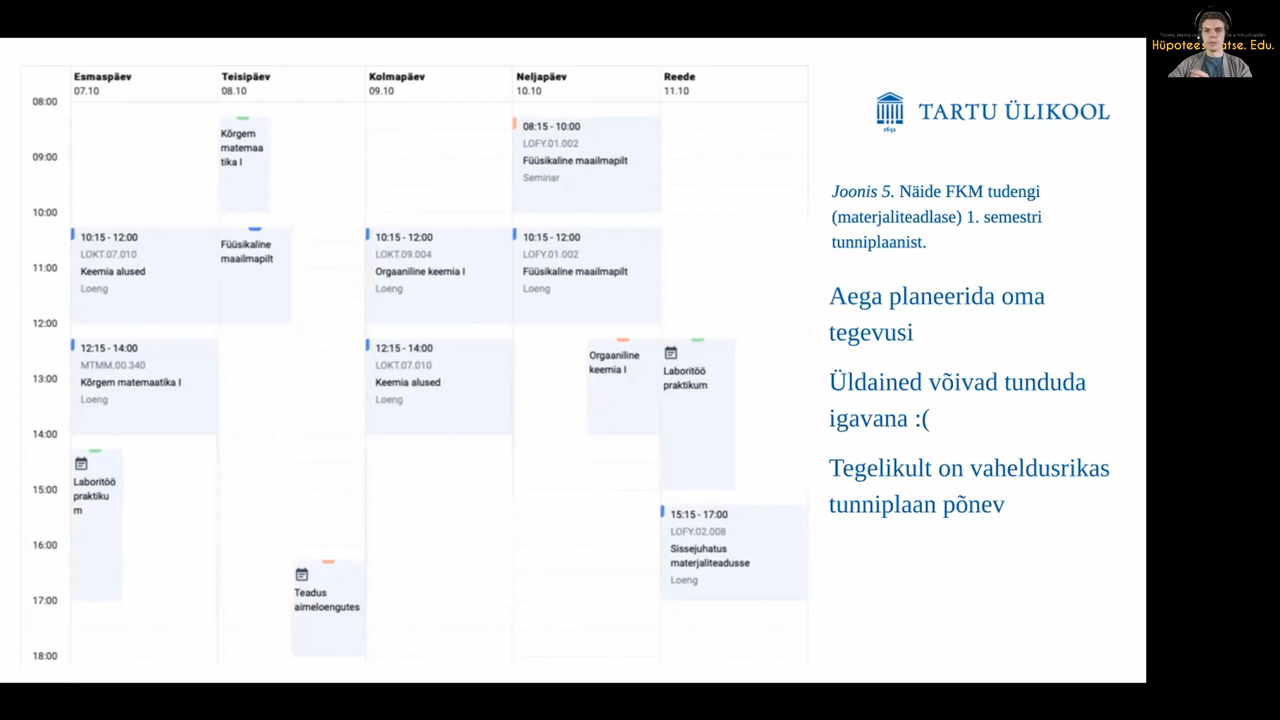 Esmaspäev
07.10
Teisipäev
08.10
Kolmapäev
09.10
Neljapäev
10.10
Reede
11.10
08:00
09:00
10:00
11:00
12:00
13:00
14:00
15:00
16:00
17:00
18:00
10:15 - 12:00
LOKT.07.010
Keemia alused
Loeng
12:15 - 14:00
MTMM.00.340
Kõrgem matemaatika I
Loeng
Laboritöö
praktiku
m
Kõrgem
matemaa
tika I
Füüsikaline
maailmapilt
Teadus
aimeloengutes
10:15 - 12:00
LOKT.09.004
Orgaaniline keemia I
Loeng
12:15 - 14:00
LOKT.07.010
Keemia alused
Loeng
08:15 - 10:00
LOFY.01.002
Füüsikaline maailmapilt
Seminar
10:15 - 12:00
LOFY.01.002
Füüsikaline maailmapilt
Loeng
Orgaaniline
keemia I
Laboritöö
praktikum
15:15 - 17:00
LOFY.02.008
Sissejuhatus
materjaliteadusse
Loeng
TARTU ÜLIKOOL
1632
Joonis 5. Näide FKM tudengi
(materjaliteadlase) 1. semestri
tunniplaanist.
Aega planeerida oma
tegevusi
Üldained võivad tunduda
igavana :(
Tegelikult on vaheldusrikas
tunniplaan põnev
Edu.